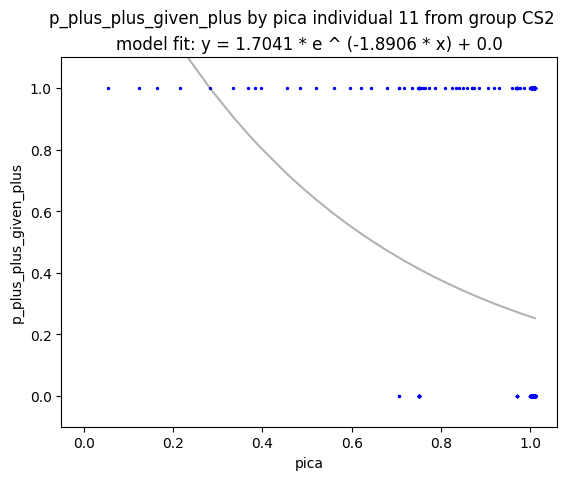 p_plus_plus_given_plus by pica individual 11 from group CS2
model fit: y = 1.7041 * e ^ (-1.8906 * x) + 0.0
1.0
0.8
0.6
0.4
0.2
0.0
p_plus_plus_given_plus
0.0 0.2 0.4 0.6 0.8 1.0
pica